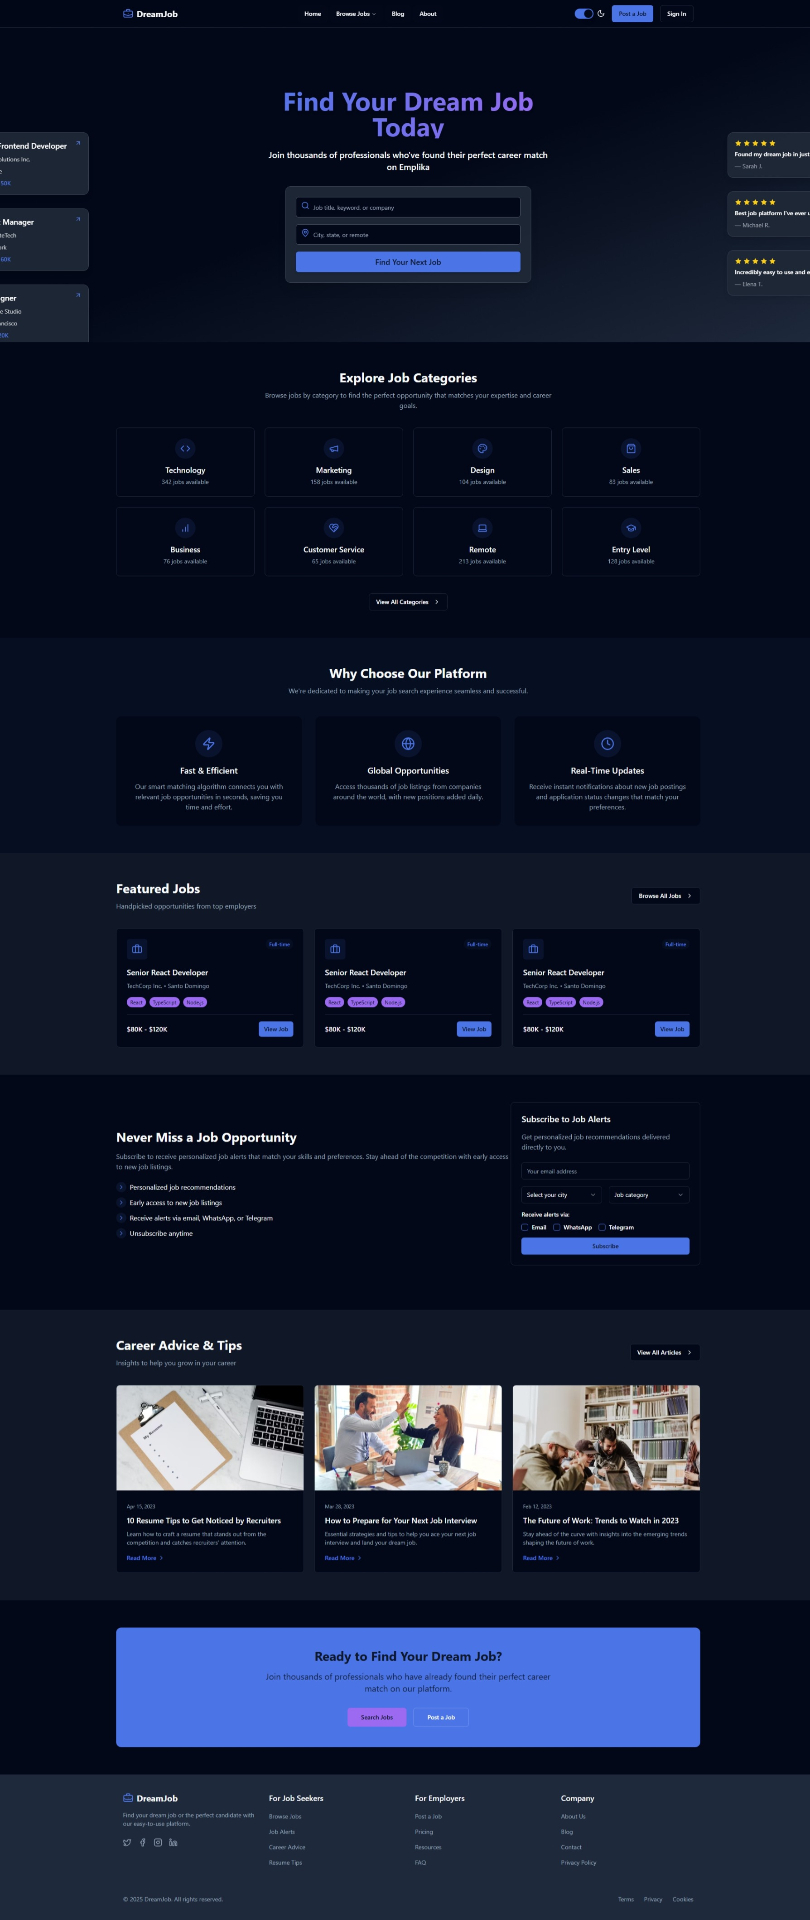 DreamJob
Home Browse Jobs Blog About
Post a Job Sign In
Find Your Dream Job
Today
Join thousands of professionals who've found their perfect career match
on Emplika
Job title, keyword, or company
City, state, or remote
Find Your Next Job
Frontend Developer
olutions Inc.
50K
Manager
teTech
ork
60K
gner
e Studio
ancisco
20K
Found my dream job in just
— Sarah J.
Best job platform I've ever u
— Michael R.
Incredibly easy to use and e
— Elena T.
Explore Job Categories
Browse jobs by category to find the perfect opportunity that matches your expertise and career
goals.
Technology
342 jobs available
Marketing
158 jobs available
Design
104 jobs available
Sales
83 jobs available
Business
76 jobs available
Customer Service
65 jobs available
Remote
213 jobs available
Entry Level
128 jobs available
View All Categories
Why Choose Our Platform
We're dedicated to making your job search experience seamless and successful.
Fast & Efficient
Our smart matching algorithm connects you with
relevant job opportunities in seconds, saving you
time and effort.
Global Opportunities
Access thousands of job listings from companies
around the world, with new positions added daily.
Real-Time Updates
Receive instant notifications about new job postings
and application status changes that match your
preferences.
Featured Jobs
Handpicked opportunities from top employers
Browse All Jobs
Full-time
Senior React Developer
TechCorp Inc. • Santo Domingo
React TypeScript Node.js
$80K - $120K
View Job
Full-time
Senior React Developer
TechCorp Inc. • Santo Domingo
React TypeScript Node.js
$80K - $120K
View Job
Full-time
Senior React Developer
TechCorp Inc. • Santo Domingo
React TypeScript Node.js
$80K - $120K
View Job
Never Miss a Job Opportunity
Subscribe to receive personalized job alerts that match your skills and preferences. Stay ahead of the competition with early access
to new job listings.
Personalized job recommendations
Early access to new job listings
Receive alerts via email, WhatsApp, or Telegram
Unsubscribe anytime
Subscribe to Job Alerts
Get personalized job recommendations delivered
directly to you.
Your email address
Select your city Job category
Receive alerts via:
Email WhatsApp Telegram
Subscribe
Career Advice & Tips
Insights to help you grow in your career
View All Articles
My Resume
Apr 15, 2023
10 Resume Tips to Get Noticed by Recruiters
Learn how to craft a resume that stands out from the
competition and catches recruiters' attention.
Read More
Mar 28, 2023
How to Prepare for Your Next Job Interview
Essential strategies and tips to help you ace your next job
interview and land your dream job.
Read More
Feb 12, 2023
The Future of Work: Trends to Watch in 2023
Stay ahead of the curve with insights into the emerging trends
shaping the future of work.
Read More
Ready to Find Your Dream Job?
Join thousands of professionals who have already found their perfect career
match on our platform.
Search Jobs Post a Job
DreamJob
Find your dream job or the perfect candidate with
our easy-to-use platform.
For Job Seekers
Browse Jobs
Job Alerts
Career Advice
Resume Tips
For Employers
Post a Job
Pricing
Resources
FAQ
Company
About Us
Blog
Contact
Privacy Policy
© 2025 DreamJob. All rights reserved.
Terms Privacy Cookies